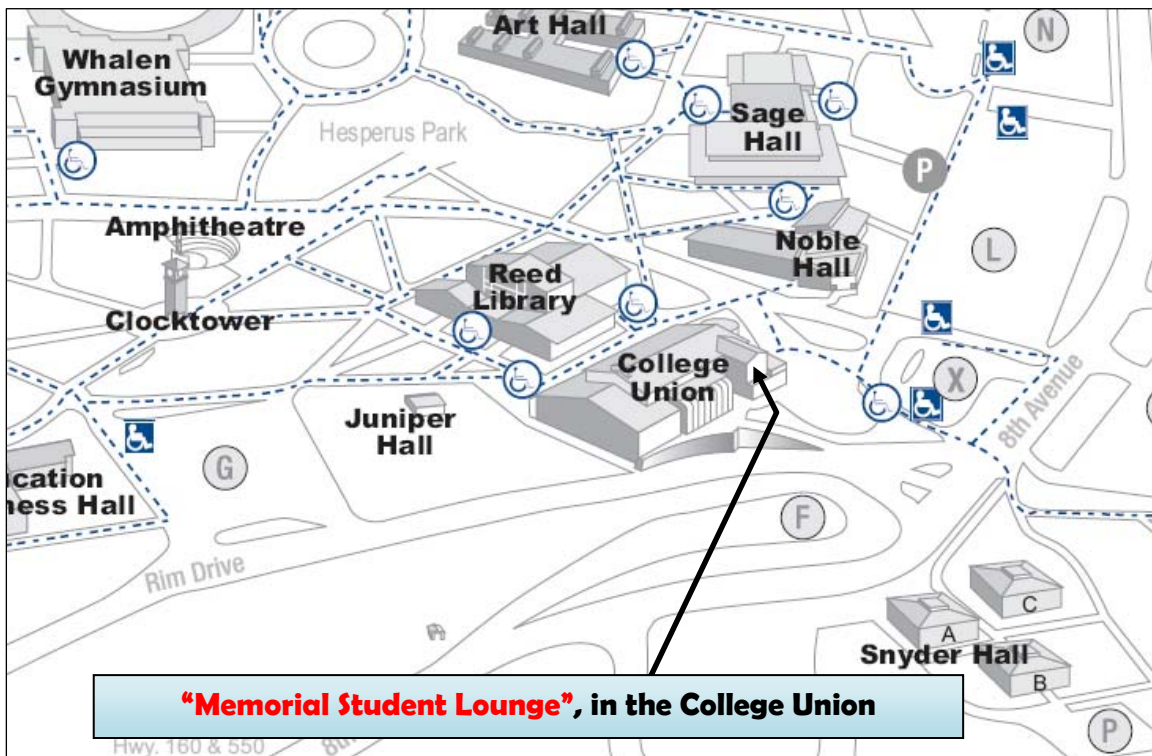 Art Hall
N
Whalen
Gymnasium
Sage
Hall
Hesperus Park
P
Amphitheatre
Noble
Hall
L
Reed
Library
Clocktower
College
Union
X
8th Avenue
Juniper
Hall
G
ness Hall
F
Rim Drive
C
A
Snyder Hall
B
“Memorial Student Lounge”, in the College Union
P
Hwy. 160 & 550